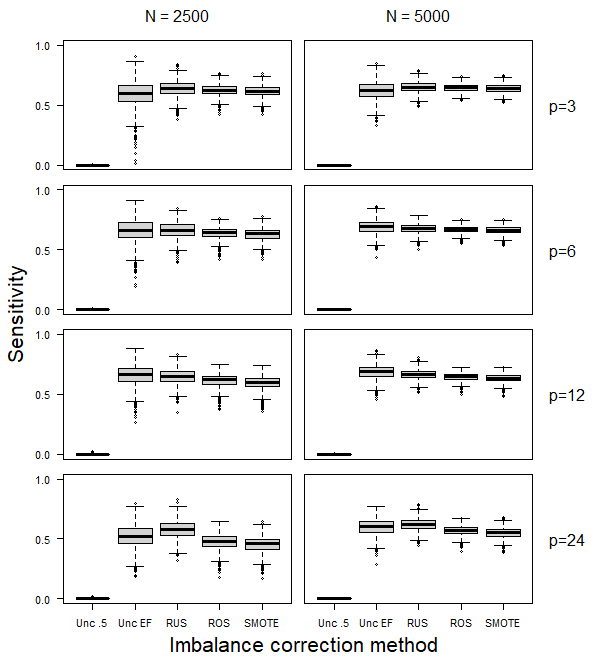 N = 2500 N = 5000
1.0
0.5
0.0
p=3
1.0
0.5
0.0
p=6
1.0
0.5
0.0
p=12
1.0
0.5
0.0
p=24
Sensitivity
Unc .5 Unc EF RUS ROS SMOTE Unc .5 Unc EF RUS ROS SMOTE
Imbalance correction method